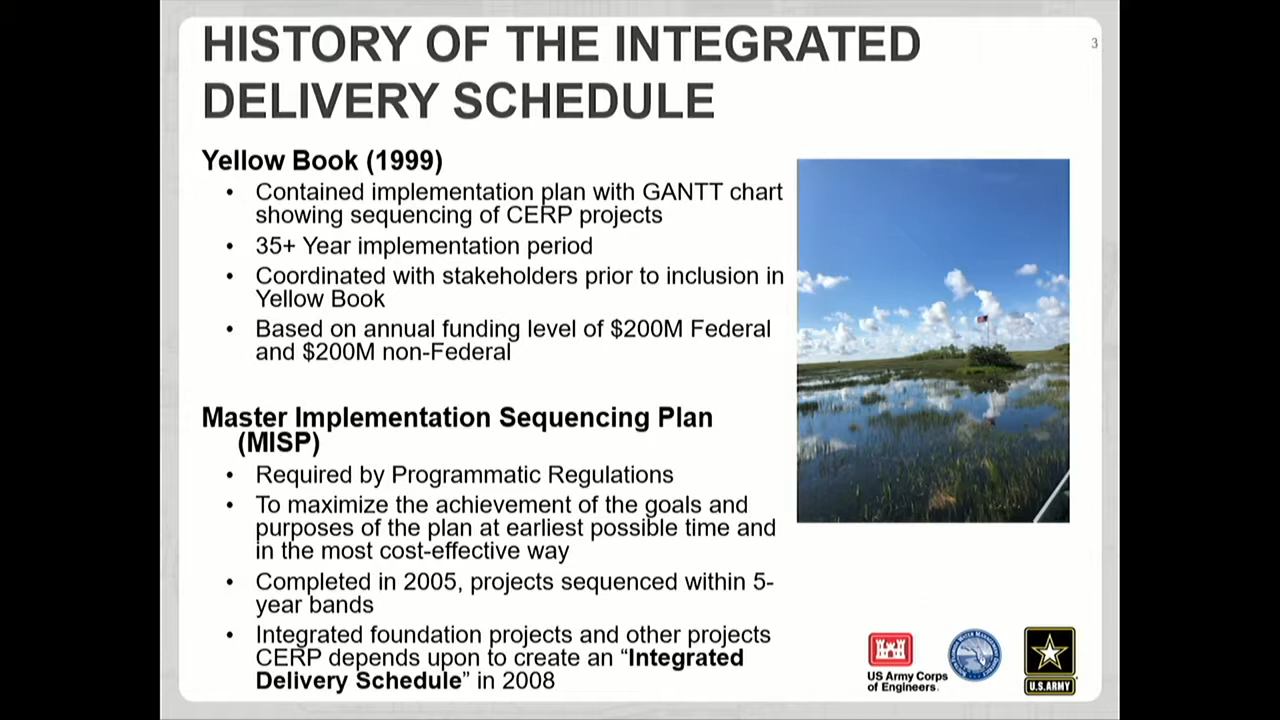 HISTORY OF THE INTEGRATED
DELIVERY SCHEDULE
3
Yellow Book (1999)
• Contained implementation plan with GANTT chart
showing sequencing of CERP projects
• 35+ Year implementation period
• Coordinated with stakeholders prior to inclusion in
Yellow Book
• Based on annual funding level of $200M Federal
and $200M non-Federal
Master Implementation Sequencing Plan
(MISP)
• Required by Programmatic Regulations
• To maximize the achievement of the goals and
purposes of the plan at earliest possible time and
in the most cost-effective way
• Completed in 2005, projects sequenced within 5-
year bands
• Integrated foundation projects and other projects
CERP depends upon to create an “Integrated
Delivery Schedule” in 2008
US Army Corps
of Engineers.
U.S.ARMY